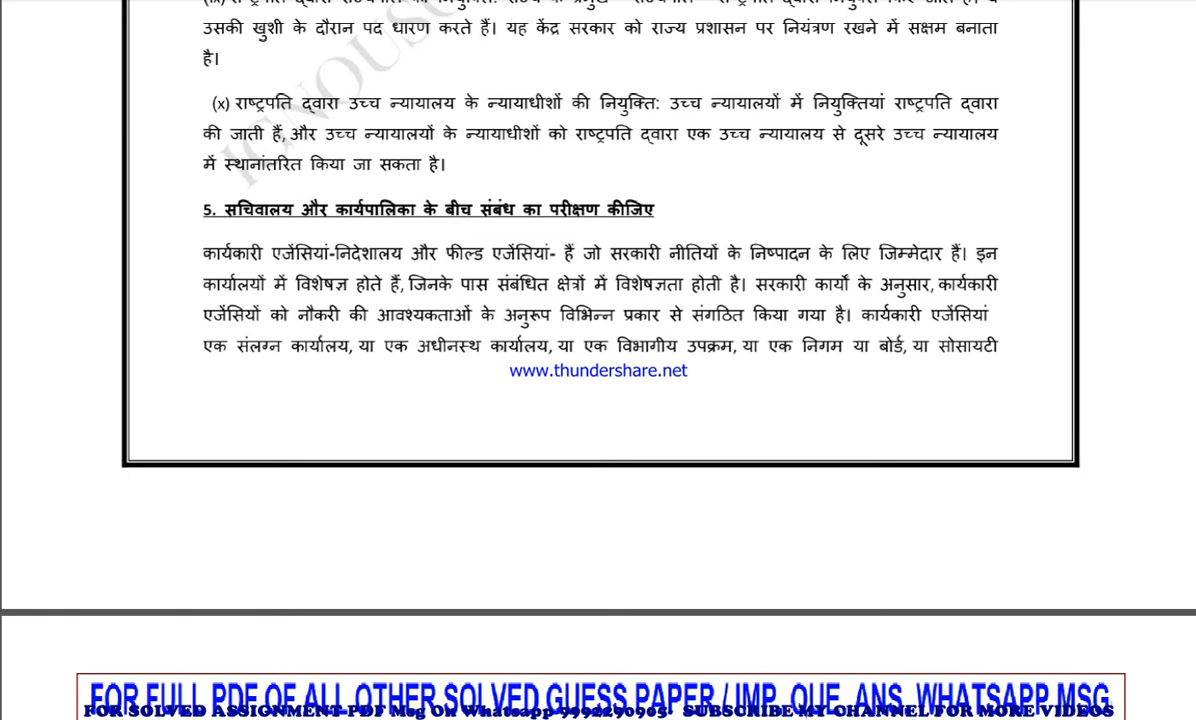 उसकी खुशी के दौरान पद धारण करते हैं। यह केंद्र सरकार को राज्य प्रशासन पर नियंत्रण रखने में सक्षम बनाता
है।
(x) राष्ट्रपति द्वारा उच्च न्यायालय के न्यायाधीशों की नियुक्ति: उच्च न्यायालयों में नियुक्तियां राष्ट्रपति द्वारा
की जाती हैं, और उच्च न्यायालयों के न्यायाधीशों को राष्ट्रपति द्वारा एक उच्च न्यायालय से दूसरे उच्च न्यायालय
में स्थानांतरित किया जा सकता है।
5. सचिवालय और कार्यपालिका के बीच संबंध का परीक्षण कीजिए
कार्यकारी एजेंसियां-निदेशालय और फील्ड एजेंसियां- हैं जो सरकारी नीतियों के निष्पादन के लिए जिम्मेदार हैं। इन
कार्यालयों में विशेषज्ञ होते हैं, जिनके पास संबंधित क्षेत्रों में विशेषज्ञता होती है। सरकारी कार्यों के अनुसार, कार्यकारी
एजेंसियों को नौकरी की आवश्यकताओं के अनुरूप विभिन्न प्रकार से संगठित किया गया है। कार्यकारी एजेंसियां
एक संलग्न कार्यालय, या एक अधीनस्थ कार्यालय, या एक विभागीय उपक्रम, या एक निगम या बोर्ड, या सोसायटी
www.thundershare.net
FOR FULL PDF OF ALL OTHER SOLVED GUESS PAPER / IMP. QUE. ANS. WHATSAPP MSG
FOR SOLVED ASSIGNMENT PDF Msg On Whatsapp 9992290905- SUBSCRIBE MY CHANNEL FOR MORE VIDEOS